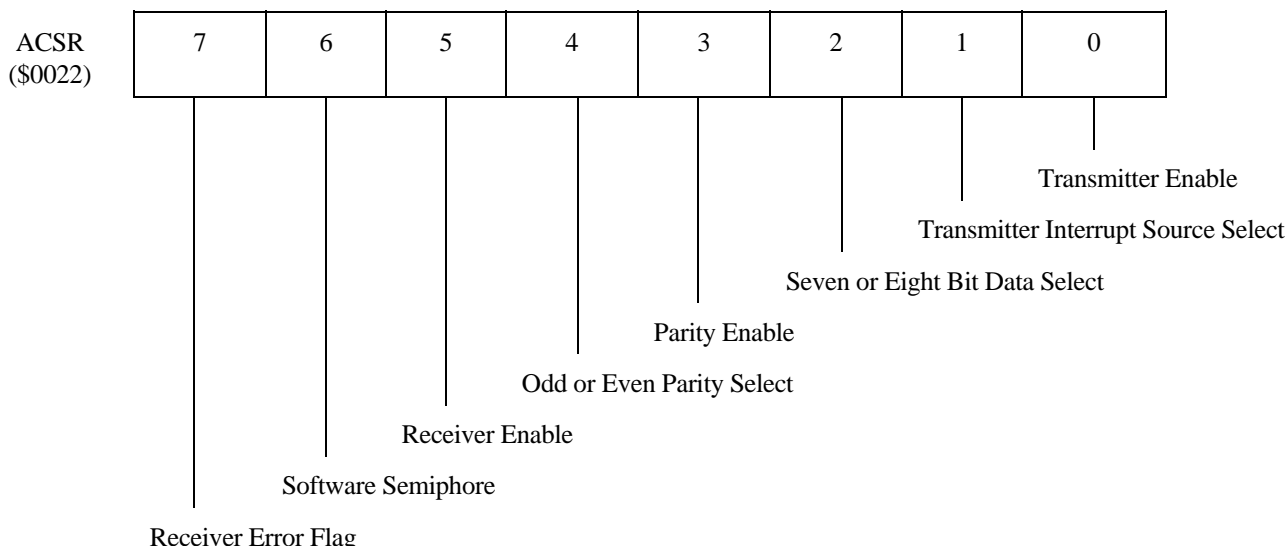 ACSR
($0022)
7 6 5 4 3 2 1 0
Transmitter Enable
Transmitter Interrupt Source Select
Seven or Eight Bit Data Select
Parity Enable
Odd or Even Parity Select
Receiver Enable
Software Semiphore
Receiver Error Flag